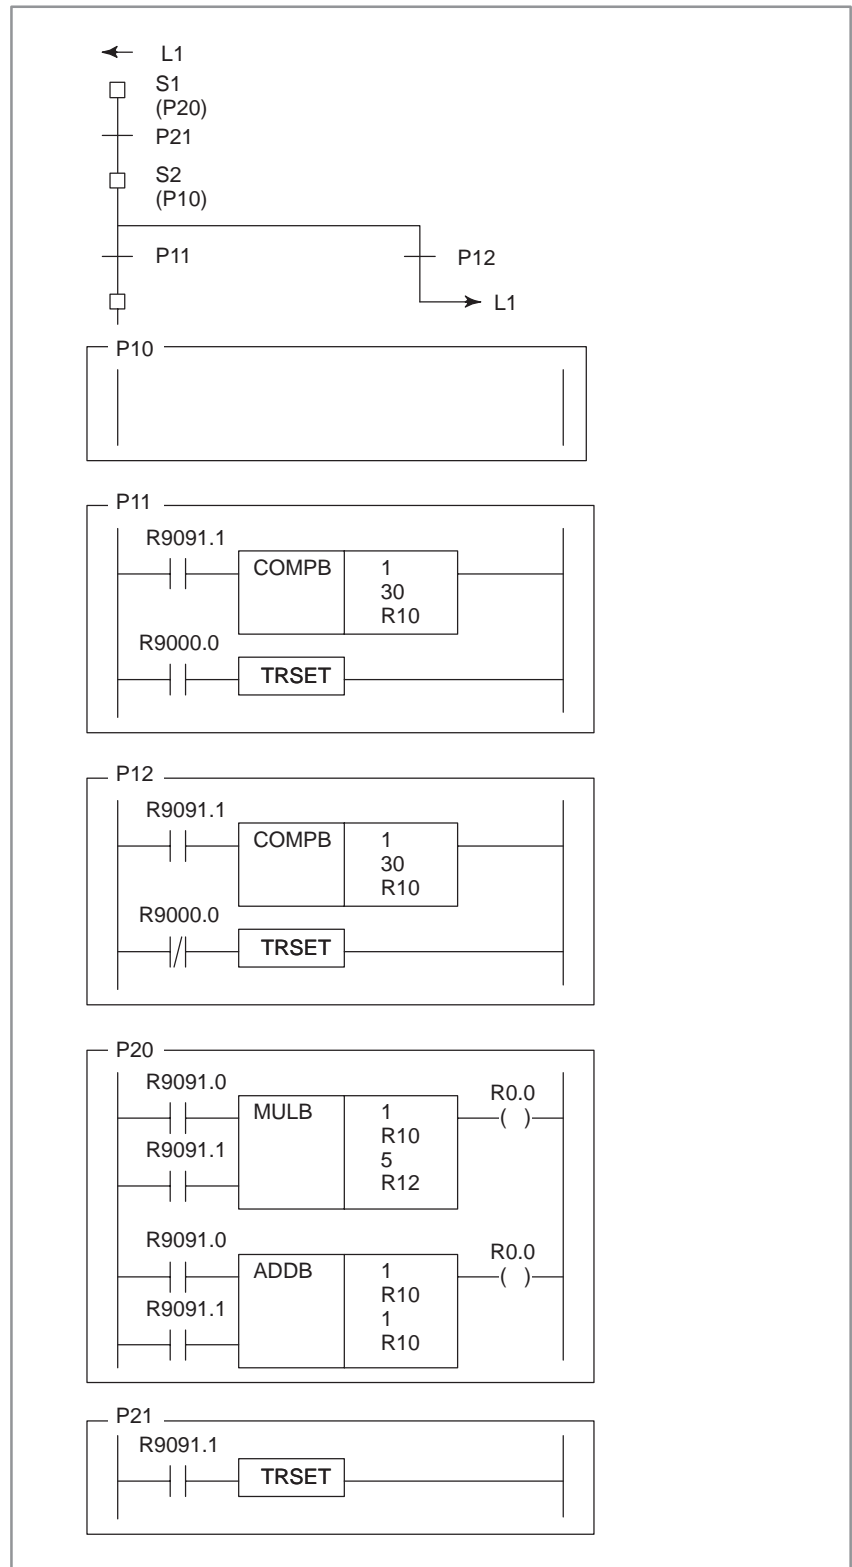 L1
S1
(P20)
P21
S2
(P10)
P11
P12
L1
P10
P11
R9091.1
COMPB 1
30
R10
R9000.0
TRSET
P12
R9091.1
COMPB 1
30
R10
R9000.0
TRSET
P20
R9091.0
R0.0
MULB 1
R10
R9091.1
5
R12
R9091.0
R0.0
ADDB 1
R10
R9091.1
1
R10
P21
R9091.1
TRSET